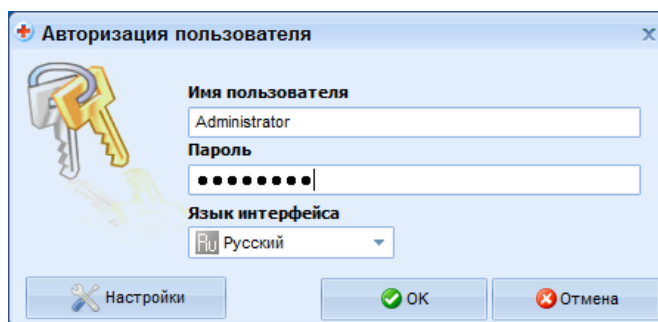 Авторизация пользователя
Имя пользователя
Administrator
Пароль
●●●●●●●●
Язык интерфейса
Ru Русский
Настройки
OK
Отмена